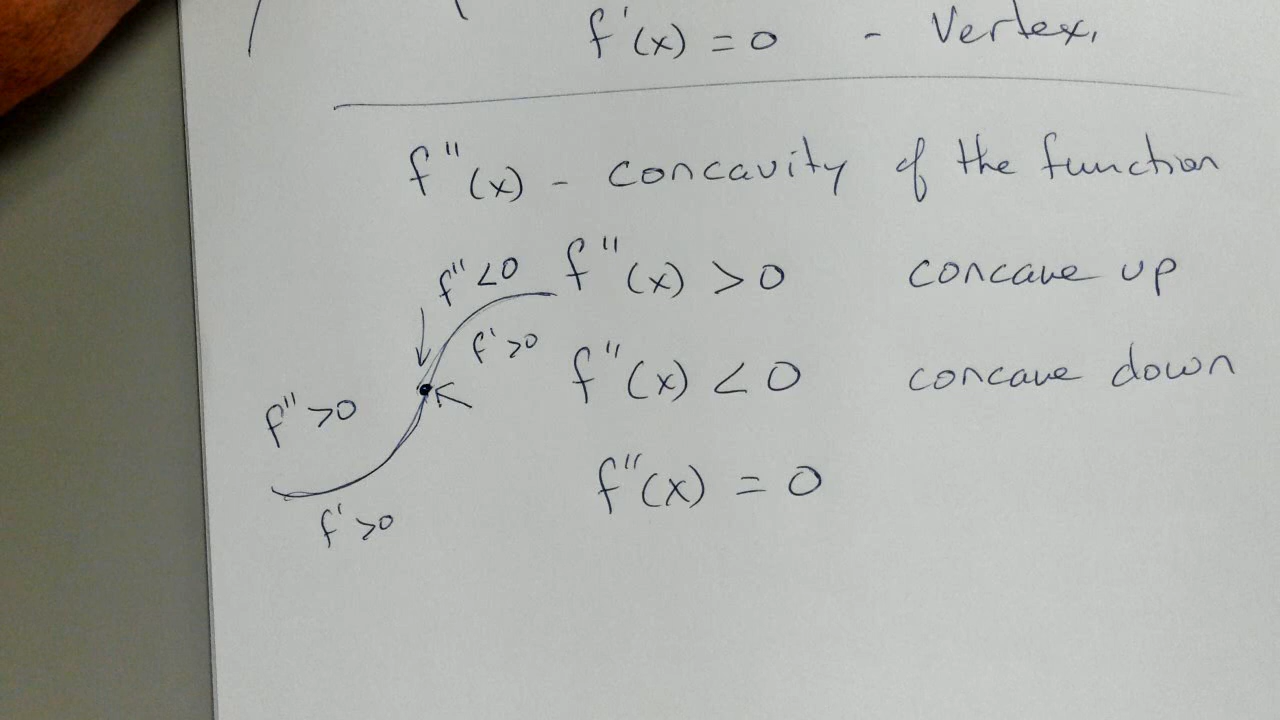 f'(x) = 0 - Vertex,
f''(x) - concavity of the function
f'' < 0
f''(x) > 0 concave up
f' > 0
f''(x) < 0 concave down
f'' > 0
f''(x) = 0
f' > 0